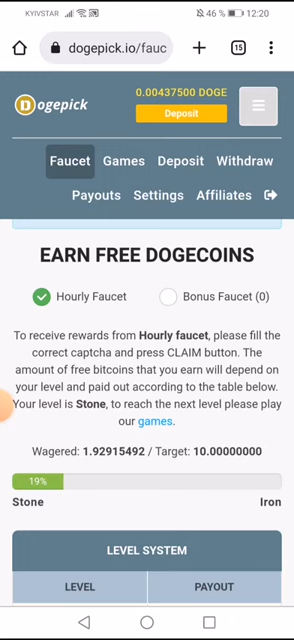 KYIVSTAR 46 % 12:20
dogepick.io/fauc 15
Dogepick
0.00437500 DOGE
Deposit
Faucet Games Deposit Withdraw
Payouts Settings Affiliates
EARN FREE DOGECOINS
Hourly Faucet Bonus Faucet (0)
To receive rewards from Hourly faucet, please fill the
correct captcha and press CLAIM button. The
amount of free bitcoins that you earn will depend on
your level and paid out according to the table below.
Your level is Stone, to reach the next level please play
our games.
Wagered: 1.92915492 / Target: 10.00000000
19%
Stone Iron
LEVEL SYSTEM
LEVEL PAYOUT